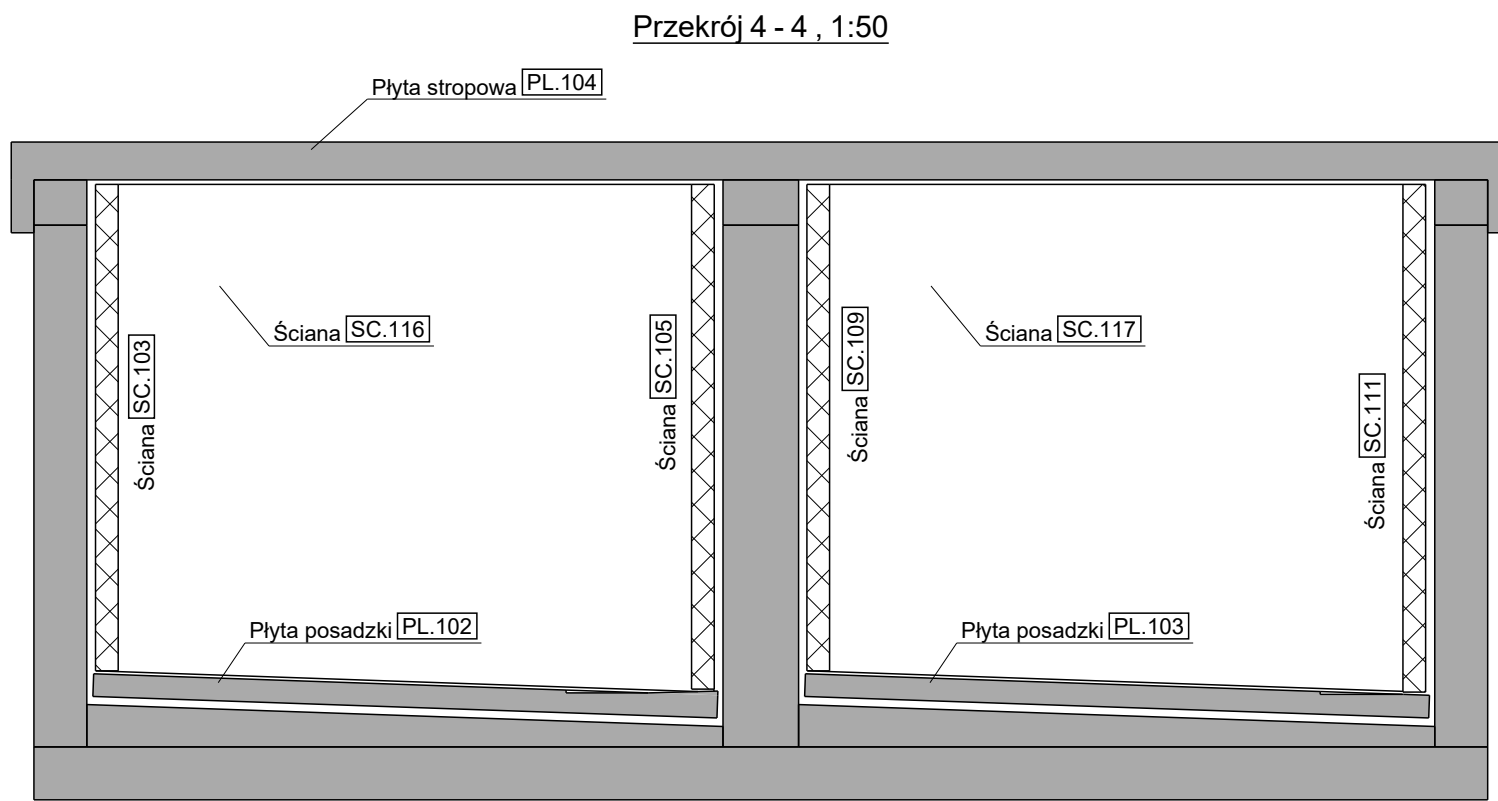 Przekrój 4 - 4 , 1:50
Płyta stropowa PL.104
Ściana SC.116
Ściana SC.117
Ściana SC.103
Ściana SC.105
Ściana SC.109
Ściana SC.111
Płyta posadzki PL.102
Płyta posadzki PL.103